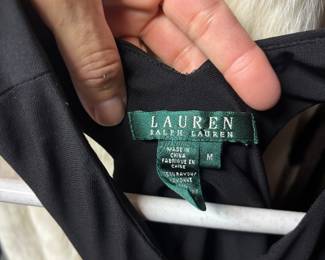 LAUREN
RALPH LAUREN
MADE IN
CHINA
FABRIQUÉ EN
CHINE
M